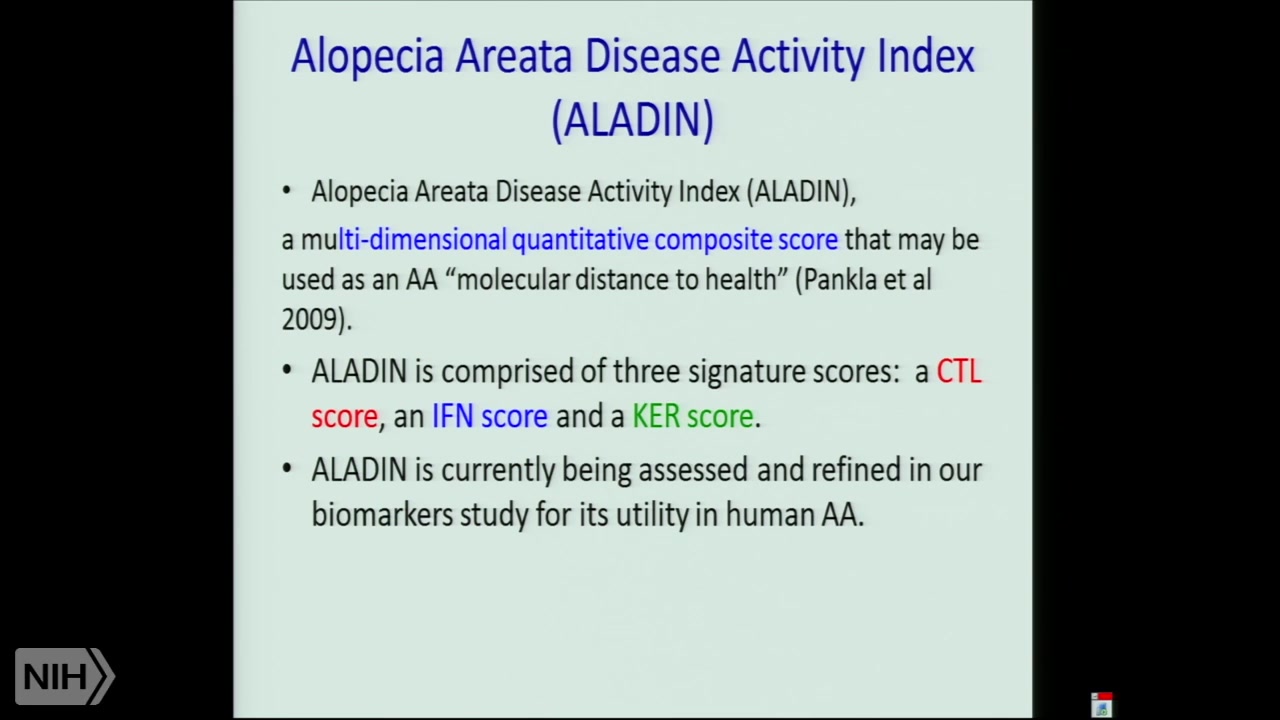 Alopecia Areata Disease Activity Index
(ALADIN)
• Alopecia Areata Disease Activity Index (ALADIN),
a multi-dimensional quantitative composite score that may be
used as an AA “molecular distance to health” (Pankla et al
2009).
• ALADIN is comprised of three signature scores:  a CTL
score, an IFN score and a KER score.
• ALADIN is currently being assessed and refined in our
biomarkers study for its utility in human AA.
NIH